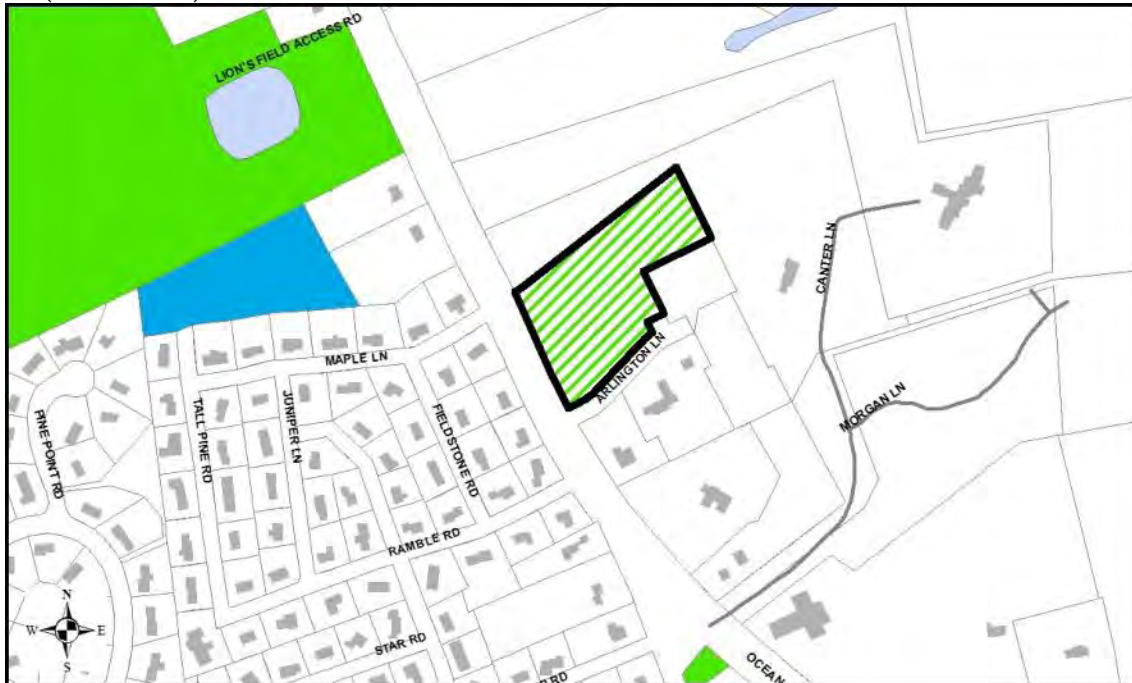 LION'S FIELD ACCESS RD
CANTER LN
ARLINGTON LN
MAPLE LN
MORGAN LN
JUNIPER LN
TALL PINE RD
FIELDSTONE RD
PINE POINT RD
RAMBLE RD
N
W E
S
STAR RD
OCEAN
RD